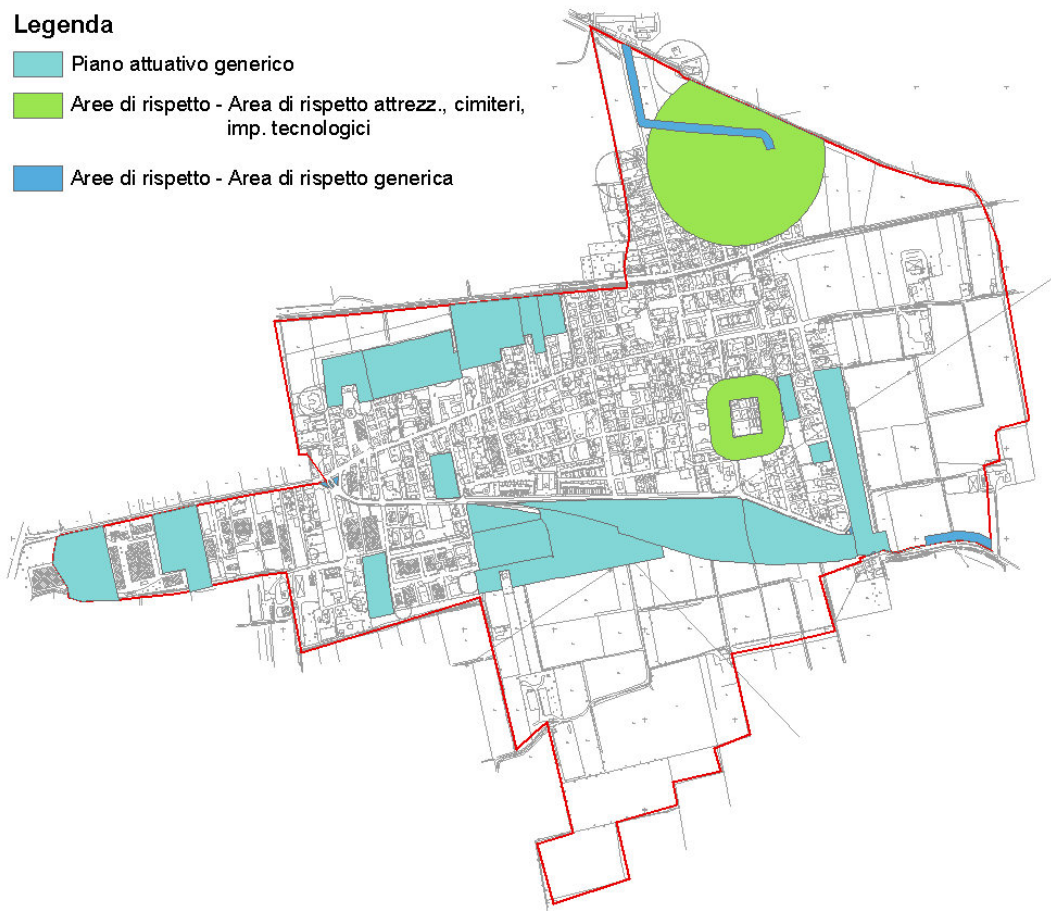 Legenda
Piano attuativo generico
Aree di rispetto - Area di rispetto attrezz., cimiteri,
imp. tecnologici
Aree di rispetto - Area di rispetto generica